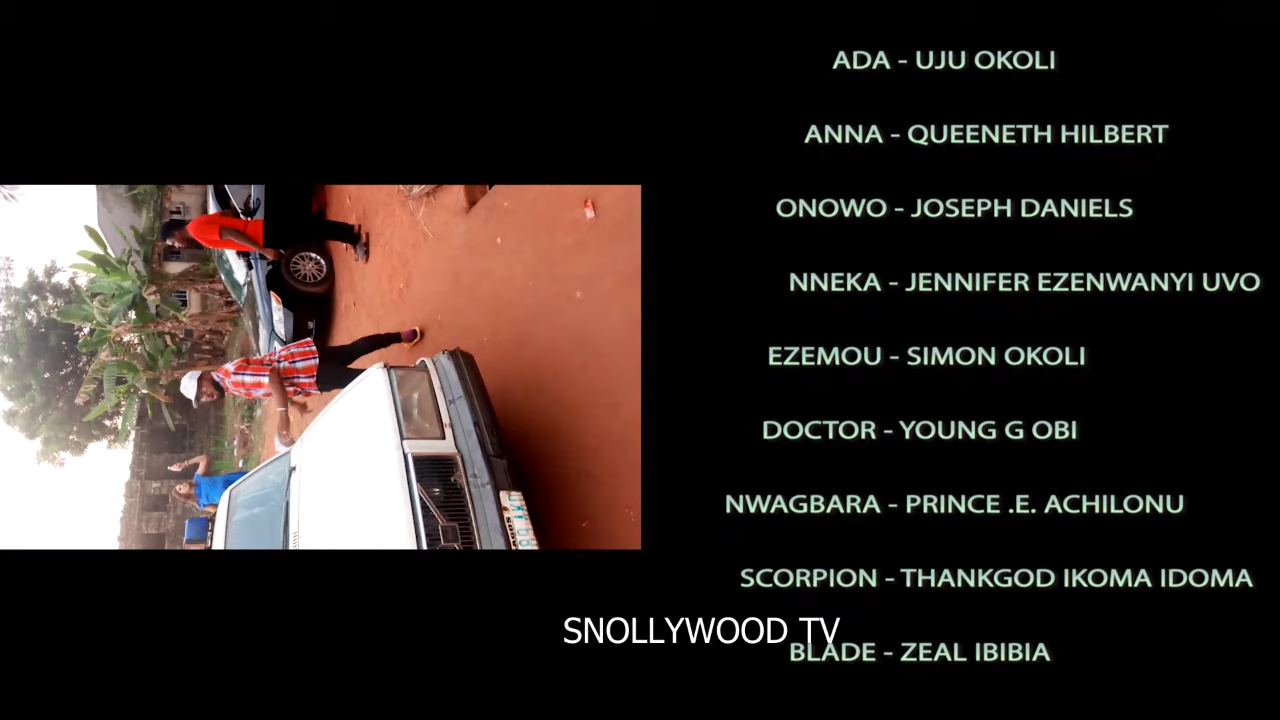 ADA - UJU OKOLI
ANNA - QUEENETH HILBERT
ONOWO - JOSEPH DANIELS
NNEKA - JENNIFER EZENWANYI UVO
EZEMOU - SIMON OKOLI
DOCTOR - YOUNG G OBI
NWAGBARA - PRINCE .E. ACHILONU
SCORPION - THANKGOD IKOMA IDOMA
SNOLLYWOOD TV
BLADE - ZEAL IBIBIA